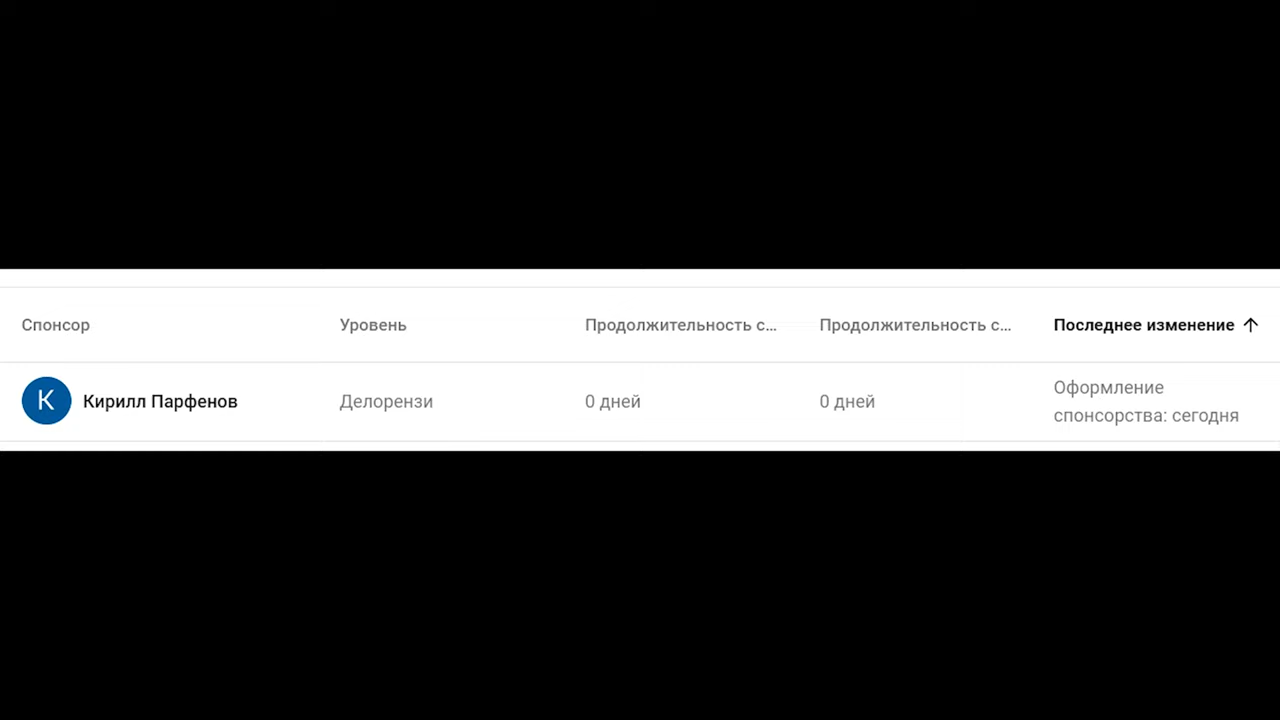 Спонсор Уровень Продолжительность с... Продолжительность с... Последнее изменение
К Кирилл Парфенов Делорензи 0 дней 0 дней Оформление
спонсорства: сегодня